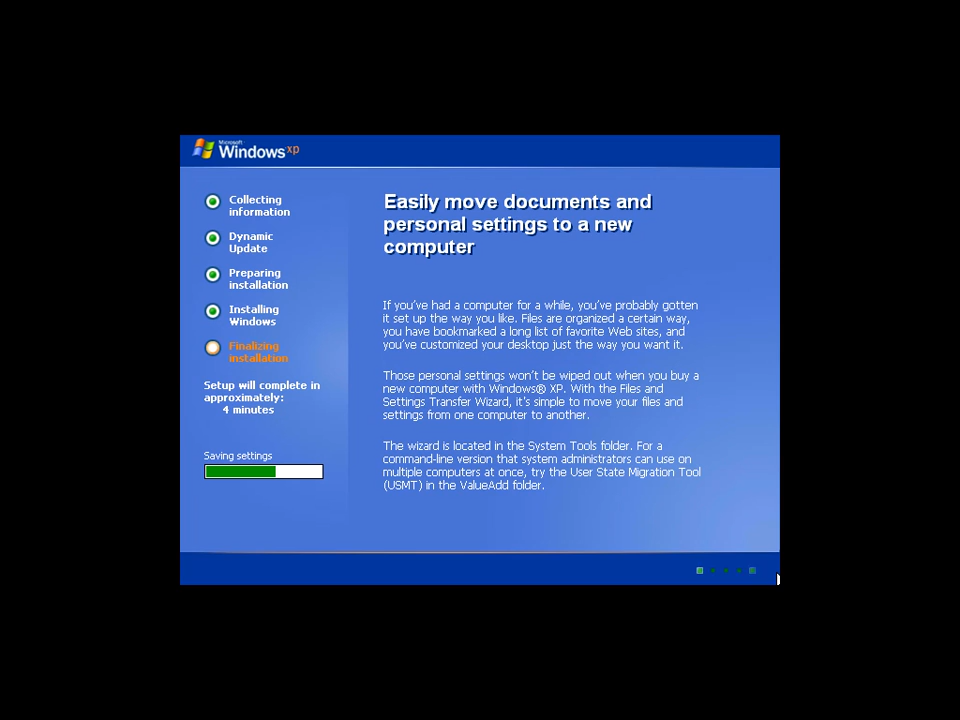 Microsoft
Windows xp
Collecting
information
Dynamic
Update
Preparing
installation
Installing
Windows
Finalizing
installation
Setup will complete in
approximately:
4 minutes
Saving settings
Easily move documents and
personal settings to a new
computer
If you've had a computer for a while, you've probably gotten
it set up the way you like. Files are organized a certain way,
you have bookmarked a long list of favorite Web sites, and
you've customized your desktop just the way you want it.
Those personal settings won't be wiped out when you buy a
new computer with Windows® XP. With the Files and
Settings Transfer Wizard, it's simple to move your files and
settings from one computer to another.
The wizard is located in the System Tools folder. For a
command-line version that system administrators can use on
multiple computers at once, try the User State Migration Tool
(USMT) in the ValueAdd folder.